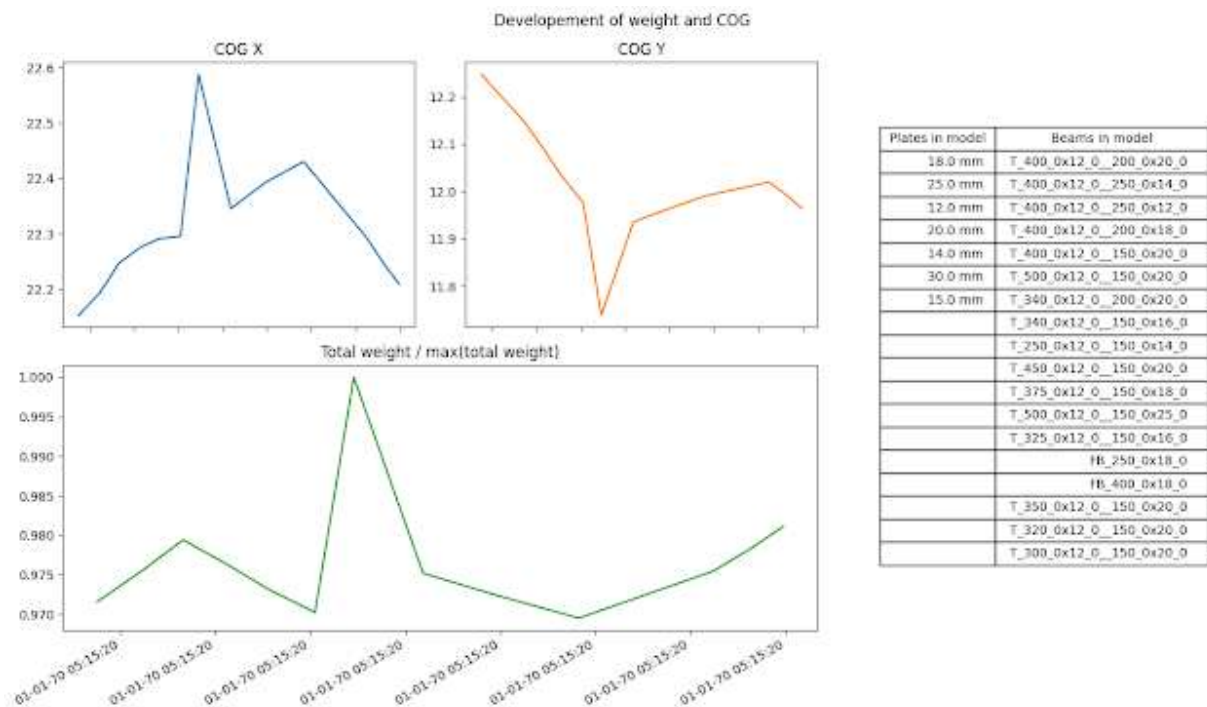 Developement of weight and COG
COG X
22.6
22.5
22.4
22.3
22.2
COG Y
12.2
12.1
12.0
11.9
11.8
Total weight / max(total weight)
1.000
0.995
0.990
0.985
0.980
0.975
0.970
01-01-70 05:15:20
01-01-70 05:15:20
01-01-70 05:15:20
01-01-70 05:15:20
01-01-70 05:15:20
01-01-70 05:15:20
01-01-70 05:15:20
01-01-70 05:15:20
Plates in model Beams in model
18.0 mm T_400_0x12_0__200_0x20_0
25.0 mm T_400_0x12_0__250_0x14_0
12.0 mm T_400_0x12_0__250_0x12_0
20.0 mm T_400_0x12_0__200_0x18_0
14.0 mm T_400_0x12_0__150_0x20_0
30.0 mm T_500_0x12_0__150_0x20_0
15.0 mm T_340_0x12_0__200_0x20_0
T_340_0x12_0__150_0x16_0
T_250_0x12_0__150_0x14_0
T_450_0x12_0__150_0x20_0
T_375_0x12_0__150_0x18_0
T_500_0x12_0__150_0x25_0
T_325_0x12_0__150_0x16_0
FB_250_0x18_0
FB_400_0x18_0
T_350_0x12_0__150_0x20_0
T_320_0x12_0__150_0x20_0
T_300_0x12_0__150_0x20_0